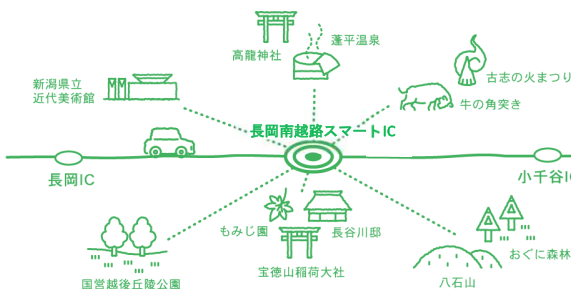 高龍神社
蓬平温泉
新潟県立
近代美術館
古志の火まつり
牛の角突き
長岡南越路スマートIC
長岡IC
小千谷IC
もみじ園
長谷川邸
おぐに森林
宝徳山稲荷大社
国営越後丘陵公園
八石山